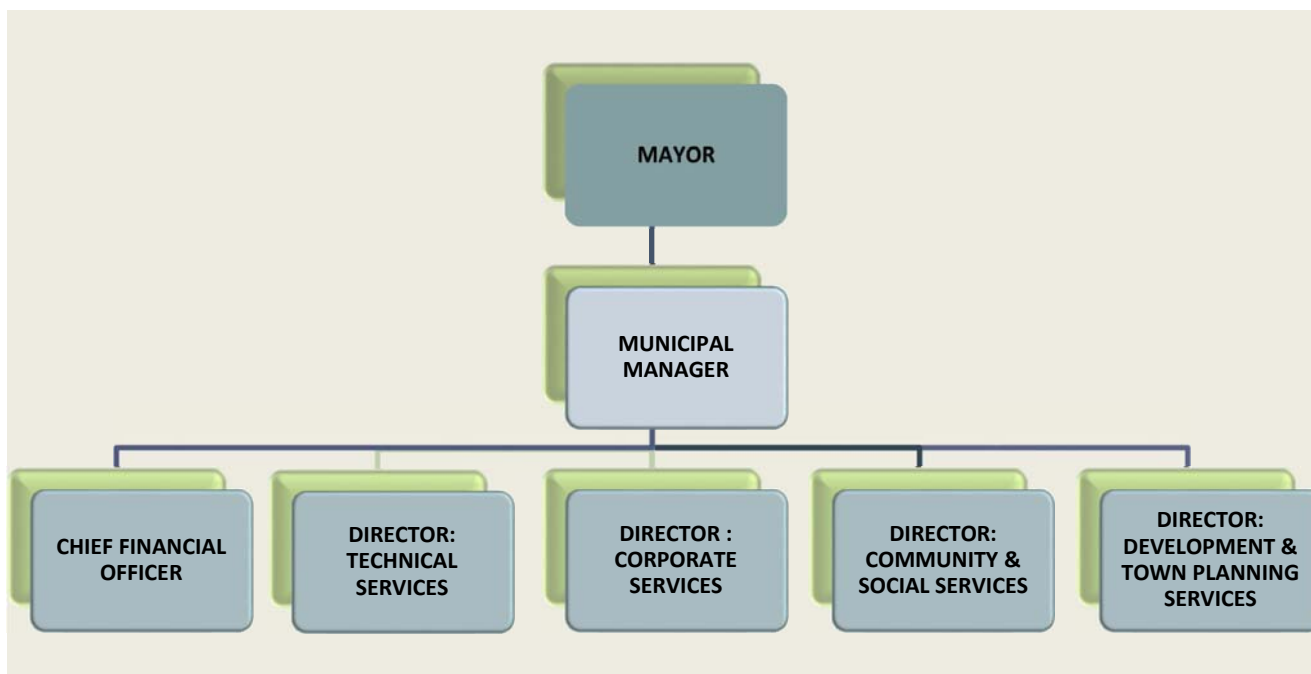 MAYOR
MUNICIPAL
MANAGER
CHIEF FINANCIAL
OFFICER
DIRECTOR:
TECHNICAL
SERVICES
DIRECTOR :
CORPORATE
SERVICES
DIRECTOR:
COMMUNITY &
SOCIAL SERVICES
DIRECTOR:
DEVELOPMENT &
TOWN PLANNING
SERVICES